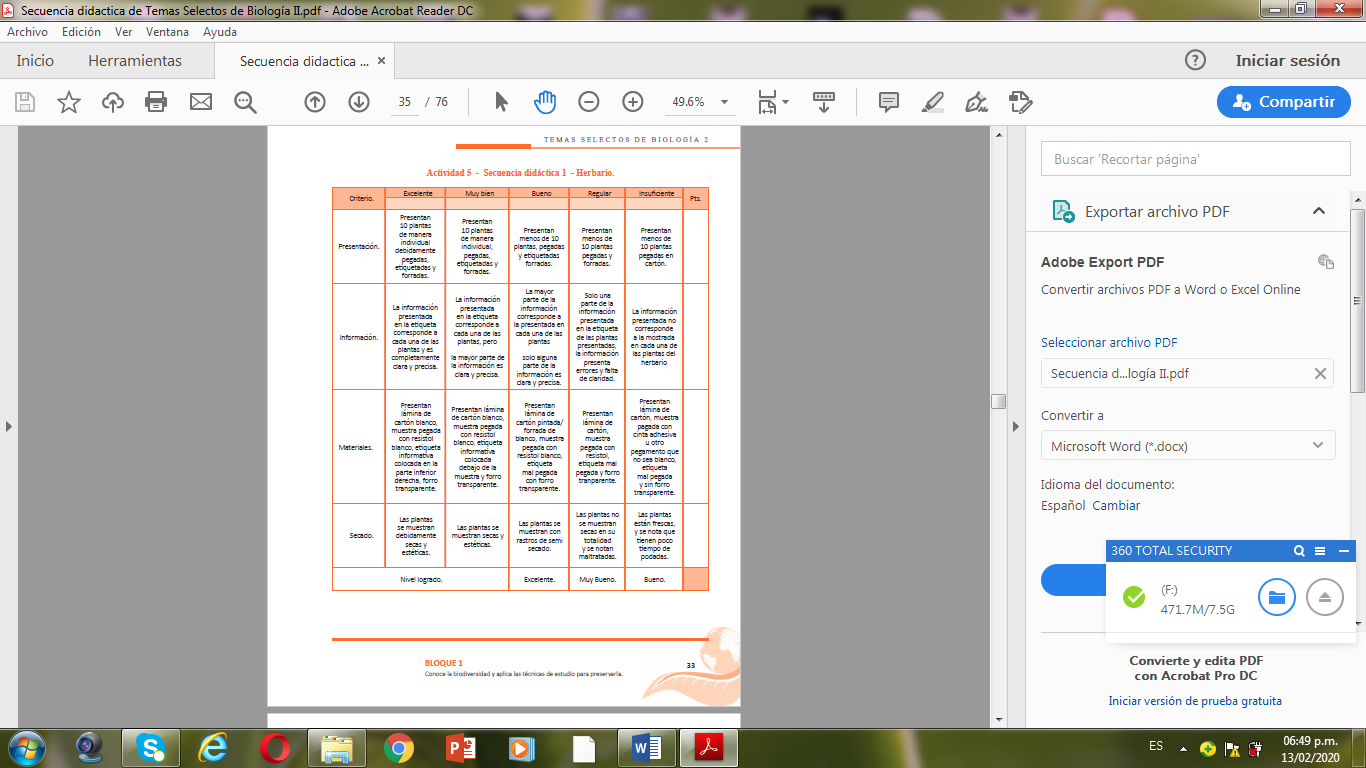 Secuencia didactica de Temas Selectos de Biología II.pdf - Adobe Acrobat Reader DC
Archivo Edición Ver Ventana Ayuda
Inicio Herramientas Secuencia didactica ... Iniciar sesión
35 / 76 49.6% Compartir
TEMAS SELECTOS DE BIOLOGÍA 2
Actividad 5 - Secuencia didáctica 1 - Herbario.
Criterio. Excelente Muy bien Bueno Regular Insuficiente Pts.
Presentación.
Presentan
10 plantas
de manera
individual
debidamente
pegadas,
etiquetadas y
forradas.
Presentan
10 plantas
de manera
individual,
pegadas,
etiquetadas y
forradas.
Presentan
menos de 10
plantas, pegadas
y etiquetadas
forradas.
Presentan
menos de
10 plantas
pegadas y
forradas.
Presentan
menos de
10 plantas
pegadas en
cartón.
Información.
La información
presentada
en la etiqueta
corresponde a
cada una de las
plantas y es
completamente
clara y precisa.
La información
presentada
en la etiqueta
corresponde a
cada una de las
plantas, pero
la mayor parte de
la información es
clara y precisa.
La mayor
parte de la
información
corresponde a
la presentada en
cada una de las
plantas
solo alguna
parte de la
información es
clara y precisa.
Solo una
parte de la
información
presentada
en la etiqueta
de las plantas
presentadas,
la información
presenta
errores y falta
de claridad.
La información
presentada no
corresponde
a la mostrada
en cada una de
las plantas del
herbario
Materiales.
Presentan
lámina de
cartón blanco,
muestra pegada
con resistol
blanco, etiqueta
informativa
colocada en la
parte inferior
derecha, forro
transparente.
Presentan lámina
de cartón blanco,
muestra pegada
con resistol
blanco, etiqueta
informativa
colocada
debajo de la
muestra y forro
transparente.
Presentan
lámina de
cartón pintada/
forrada de
blanco, muestra
pegada con
resistol blanco,
etiqueta
mal pegada
con forro
transparente.
Presentan
lámina de
cartón,
muestra
pegada con
resistol,
etiqueta mal
pegada y forro
tranparente.
Presentan
lámina de
cartón, muestra
pagada con
cinta adhesiva
u otro
pegamento que
no sea blanco,
etiqueta
mal pegada
y sin forro
transparente.
Secado.
Las plantas
se muestran
debidamente
secas y
estéticas.
Las plantas se
muestran secas y
estéticas.
Las plantas se
muestran con
rastros de semi
secado.
Las plantas no
se muestran
secas en su
totalidad
y se notan
maltratadas.
Las plantas
están frescas,
y se nota que
tienen poco
tiempo de
podadas.
Nivel logrado. Excelente. Muy Bueno. Bueno.
BLOQUE 1
Conoce la biodiversidad y aplica las técnicas de estudio para preservarla.
33
Buscar 'Recortar página'
Exportar archivo PDF
Adobe Export PDF
Convertir archivos PDF a Word o Excel Online
Seleccionar archivo PDF
Secuencia d...logía II.pdf
Convertir a
Microsoft Word (*.docx)
Idioma del documento:
Español Cambiar
360 TOTAL SECURITY
(F:)
471.7M/7.5G
Convierte y edita PDF
con Acrobat Pro DC
Iniciar versión de prueba gratuita
ES
06:49 p.m.
13/02/2020